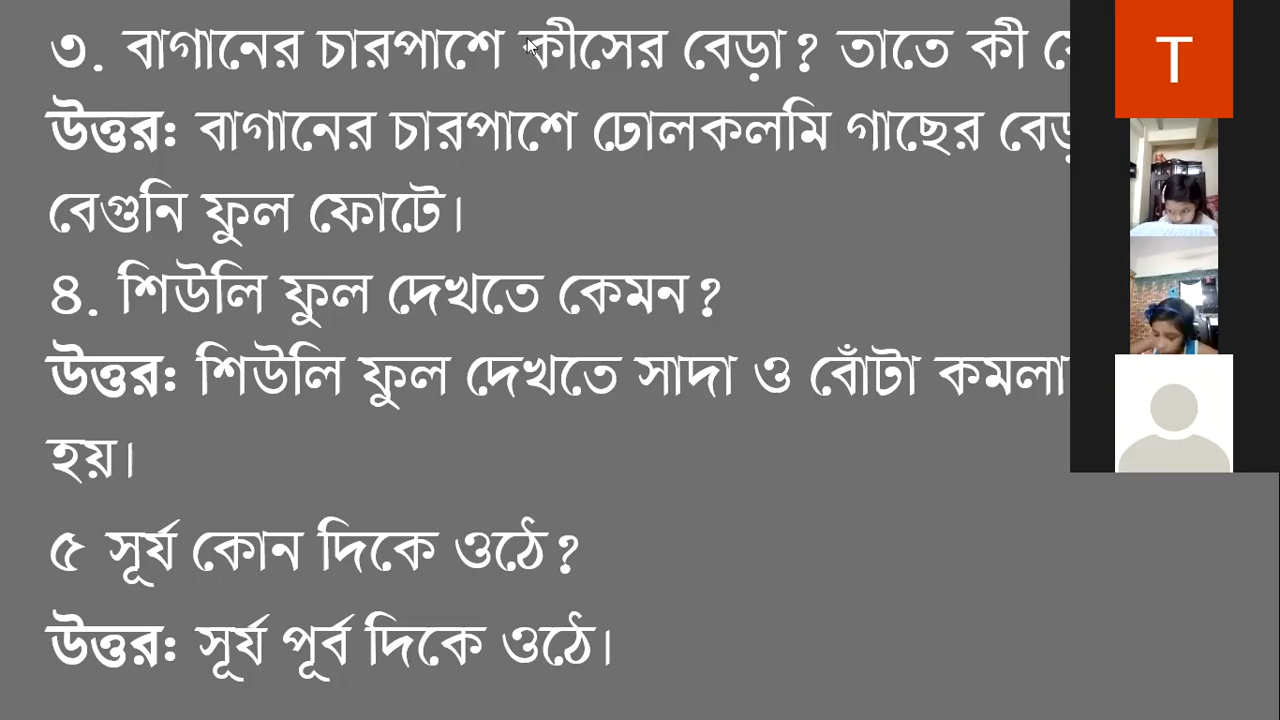 ৩. বাগানের চারপাশে কীসের বেড়া? তাতে কী
উত্তর: বাগানের চারপাশে ঢোলকলমি গাছের
বেগুনি ফুল ফোটে।
৪. শিউলি ফুল দেখতে কেমন?
উত্তর: শিউলি ফুল দেখতে সাদা ও বোঁটা কমলা
হয়।
৫ সূর্য কোন দিকে ওঠে?
উত্তর: সূর্য পূর্ব দিকে ওঠে।
T